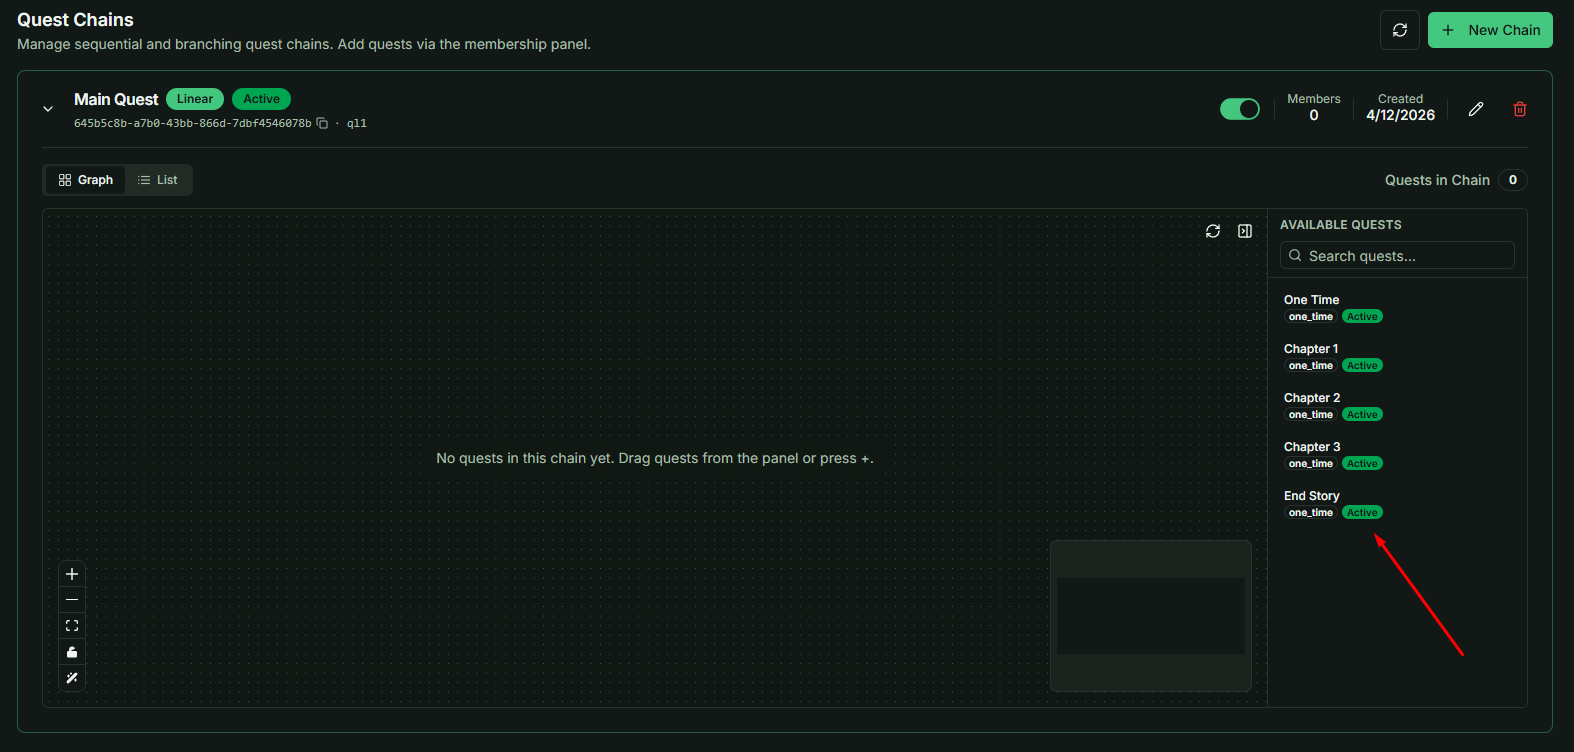 Quest Chains
Manage sequential and branching quest chains. Add quests via the membership panel.
New Chain
Main Quest Linear Active
645b5c8b-a7b0-43bb-866d-7dbf4546078b · ql1
Members
0
Created
4/12/2026
Graph List
Quests in Chain 0
AVAILABLE QUESTS
Search quests...
No quests in this chain yet. Drag quests from the panel or press +.
One Time
one_time Active
Chapter 1
one_time Active
Chapter 2
one_time Active
Chapter 3
one_time Active
End Story
one_time Active